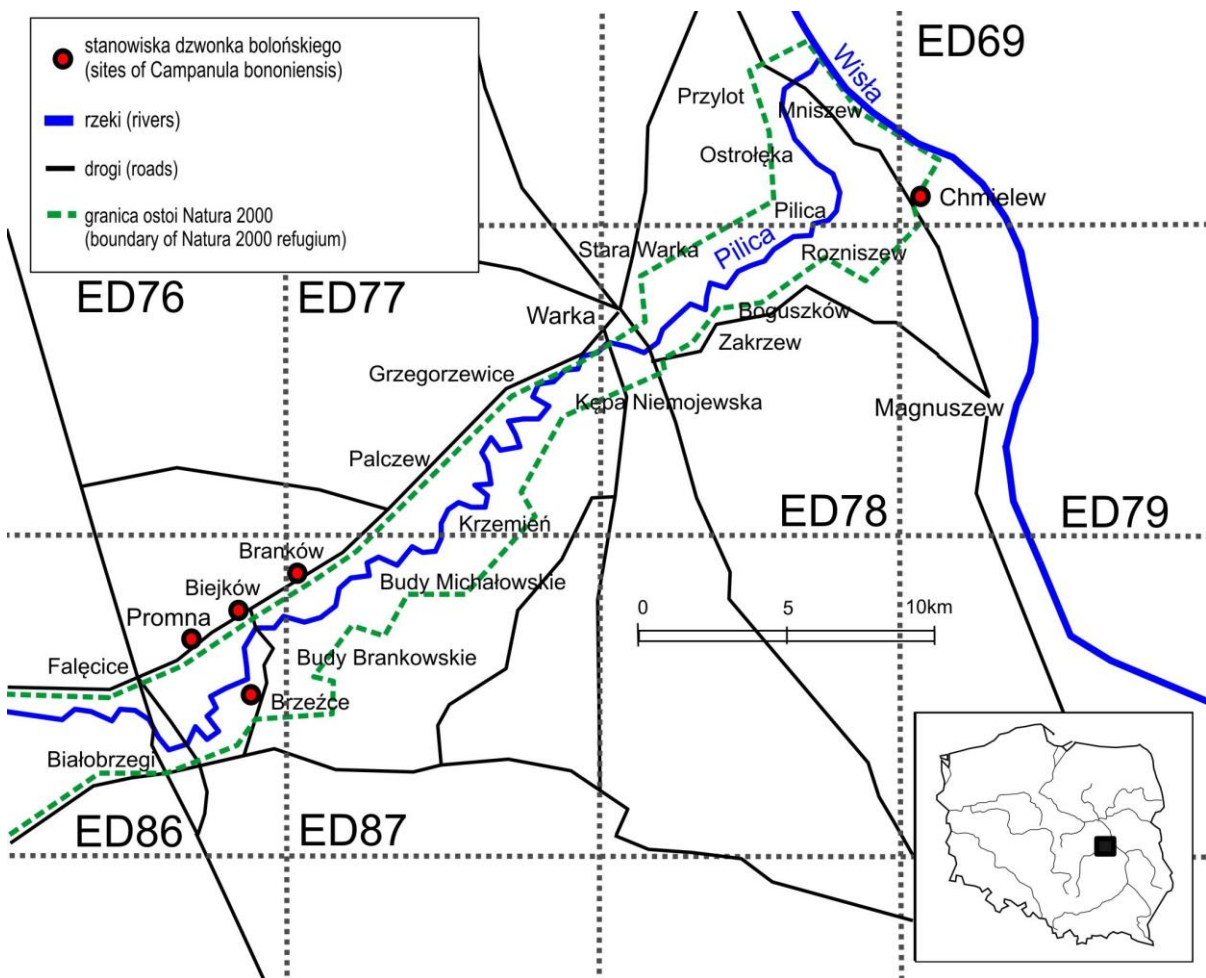 stanowiska dzwonka bolońskiego
(sites of Campanula bononiensis)
rzeki (rivers)
drogi (roads)
granica ostoi Natura 2000
(boundary of Natura 2000 refugium)
ED69
Wisła
Przylot
Mniszew
Ostrołęka
Chmielew
Pilica
Stara Warka
Pilica
Rozniszew
ED76
ED77
Warka
Boguszków
Zakrzew
Grzegorzewice
Kępa Niemojewska
Magnuszew
Palczew
Krzemień
ED78
ED79
Branków
Biejków
Budy Michałowskie
Promna
0
5
10km
Falęcice
Budy Brankowskie
Brzeźce
Białobrzegi
ED86
ED87